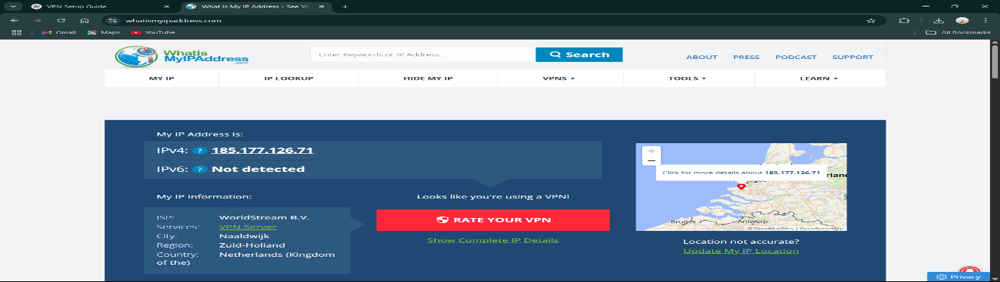 VPN Setup Guide
What Is My IP Address - See Yo
whatismyipaddress.com
Gmail
Maps
YouTube
All Bookmarks
WhatIs
MyIPAddress
.com
Enter Keywords or IP Address...
Search
ABOUT
PRESS
PODCAST
SUPPORT
MY IP
IP LOOKUP
HIDE MY IP
VPNS
TOOLS
LEARN
My IP Address is:
IPv4: ? 185.177.126.71
IPv6: ? Not detected
My IP Information:
ISP: WorldStream B.V.
Services: VPN Server
City: Naaldwijk
Region: Zuid-Holland
Country: Netherlands (Kingdom
of the)
Looks like you're using a VPN!
RATE YOUR VPN
Show Complete IP Details
+
−
Click for more details about 185.177.126.71
Bruges
Antwerp
© OpenMapTiles | OpenStreetMap
Location not accurate?
Update My IP Location
Privacy